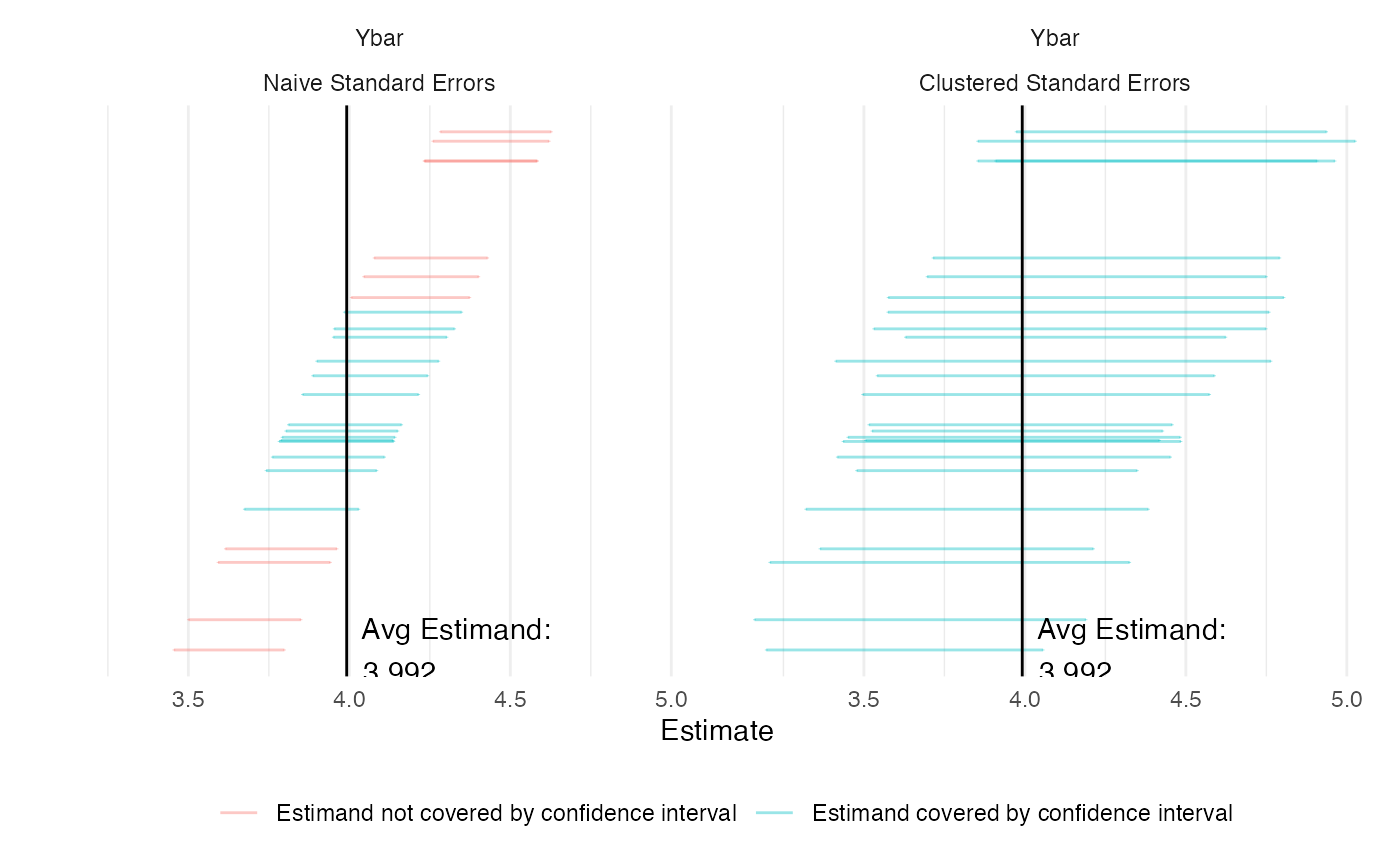 Ybar
Ybar
Naive Standard Errors
Clustered Standard Errors
Avg Estimand:
3.992
Avg Estimand:
3.992
3.5 4.0 4.5 5.0
3.5 4.0 4.5 5.0
Estimate
Estimand not covered by confidence interval
Estimand covered by confidence interval